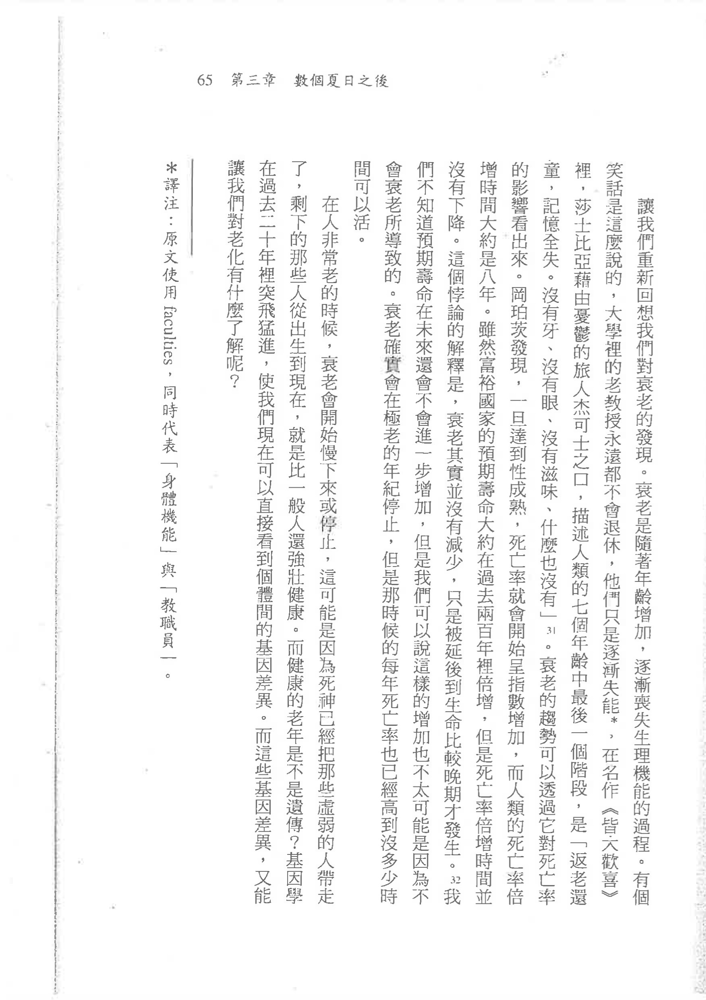 65 第三章 數個夏日之後
讓我們重新回想我們對衰老的發現。衰老是隨著年齡增加，逐漸喪失生理機能的過程。有個
笑話是這麼說的，大學裡的老教授永遠都不會退休，他們只是逐漸失能*，在名作《皆大歡喜》
裡，莎士比亞藉由憂鬱的旅人杰可士之口，描述人類的七個年齡中最後一個階段，是「返老還
童，記憶全失。沒有牙、沒有眼、沒有滋味、什麼也沒有」31。衰老的趨勢可以透過它對死亡率
的影響看出來。岡珀茨發現，一旦達到性成熟，死亡率就會開始呈指數增加，而人類的死亡率倍
增時間大約是八年。雖然富裕國家的預期壽命大約在過去兩百年裡倍增，但是死亡率倍增時間並
沒有下降。這個悖論的解釋是，衰老其實並沒有減少，只是被延後到生命比較晚期才發生。32我
們不知道預期壽命在未來還會不會進一步增加，但是我們可以說這樣的增加也不太可能是因為不
會衰老所導致的。衰老確實會在極老的年紀停止，但是那時候的每年死亡率也已經高到沒多少時
間可以活。
在人非常老的時候，衰老會開始慢下來或停止，這可能是因為死神已經把那些虛弱的人帶走
了，剩下的那些人從出生到現在，就是比一般人還強壯健康。而健康的老年是不是遺傳？基因學
在過去二十年裡突飛猛進，使我們現在可以直接看到個體間的基因差異。而這些基因差異，又能
讓我們對老化有什麼了解呢？
＊譯注：原文使用 faculties，同時代表「身體機能」與「教職員」。